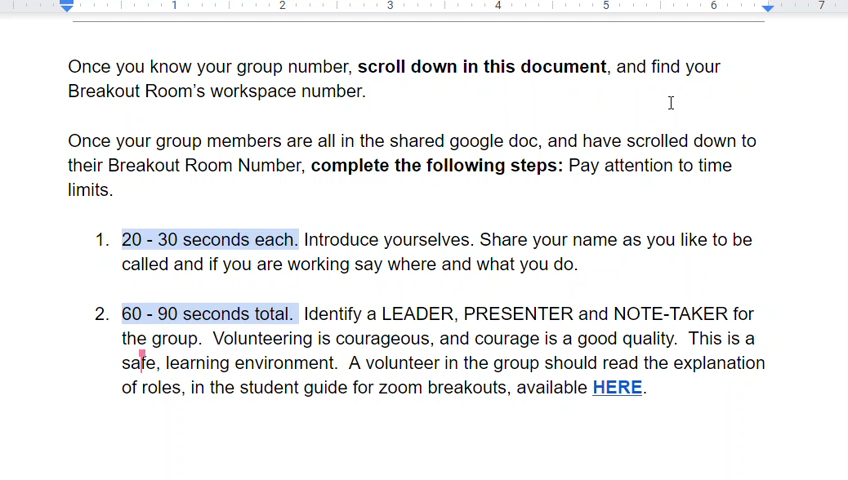 1 2 3 4 5 6 7
Once you know your group number, scroll down in this document, and find your
Breakout Room's workspace number.
Once your group members are all in the shared google doc, and have scrolled down to
their Breakout Room Number, complete the following steps: Pay attention to time
limits.
1. 20 - 30 seconds each. Introduce yourselves. Share your name as you like to be
called and if you are working say where and what you do.
2. 60 - 90 seconds total. Identify a LEADER, PRESENTER and NOTE-TAKER for
the group. Volunteering is courageous, and courage is a good quality. This is a
safe, learning environment. A volunteer in the group should read the explanation
of roles, in the student guide for zoom breakouts, available HERE.